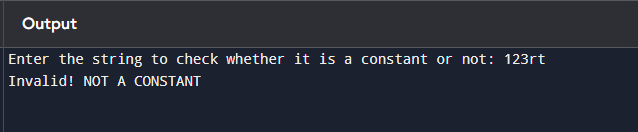 Output
Enter the string to check whether it is a constant or not: 123rt
Invalid! NOT A CONSTANT